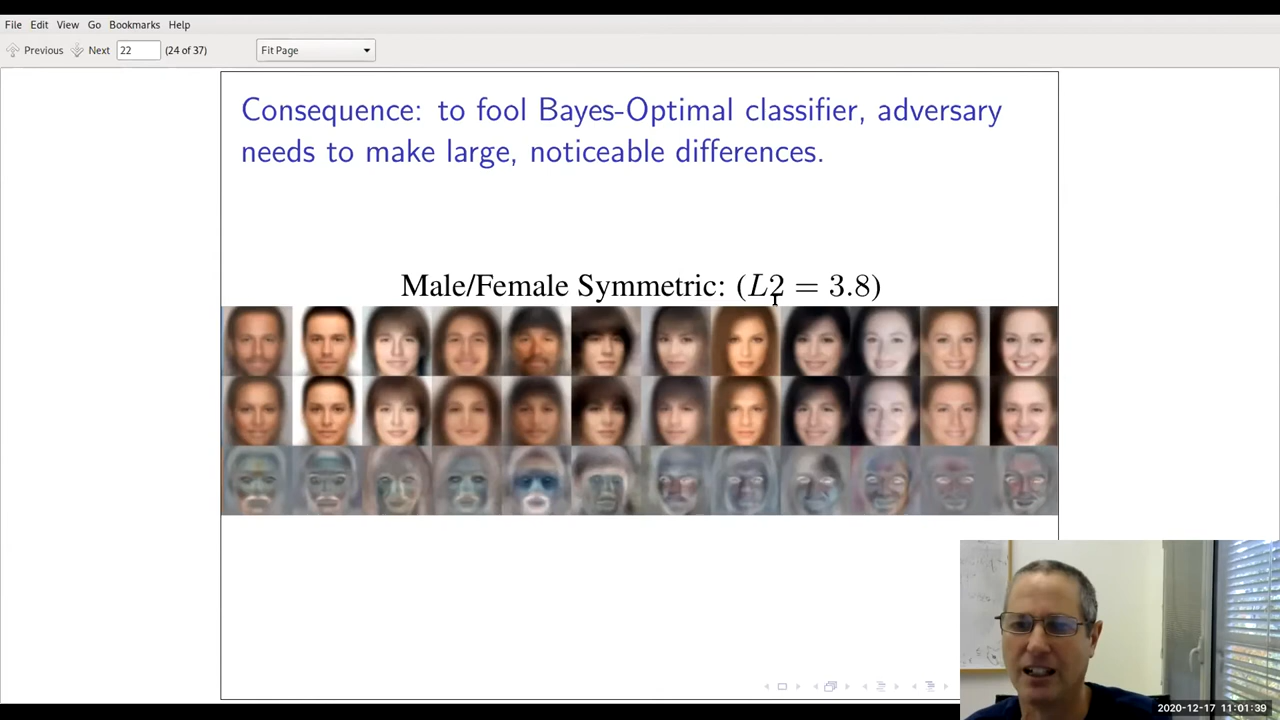 File Edit View Go Bookmarks Help
Previous Next 22 (24 of 37) Fit Page
Consequence: to fool Bayes-Optimal classifier, adversary
needs to make large, noticeable differences.
Male/Female Symmetric: (L2 = 3.8)
2020-12-17 11:01:39